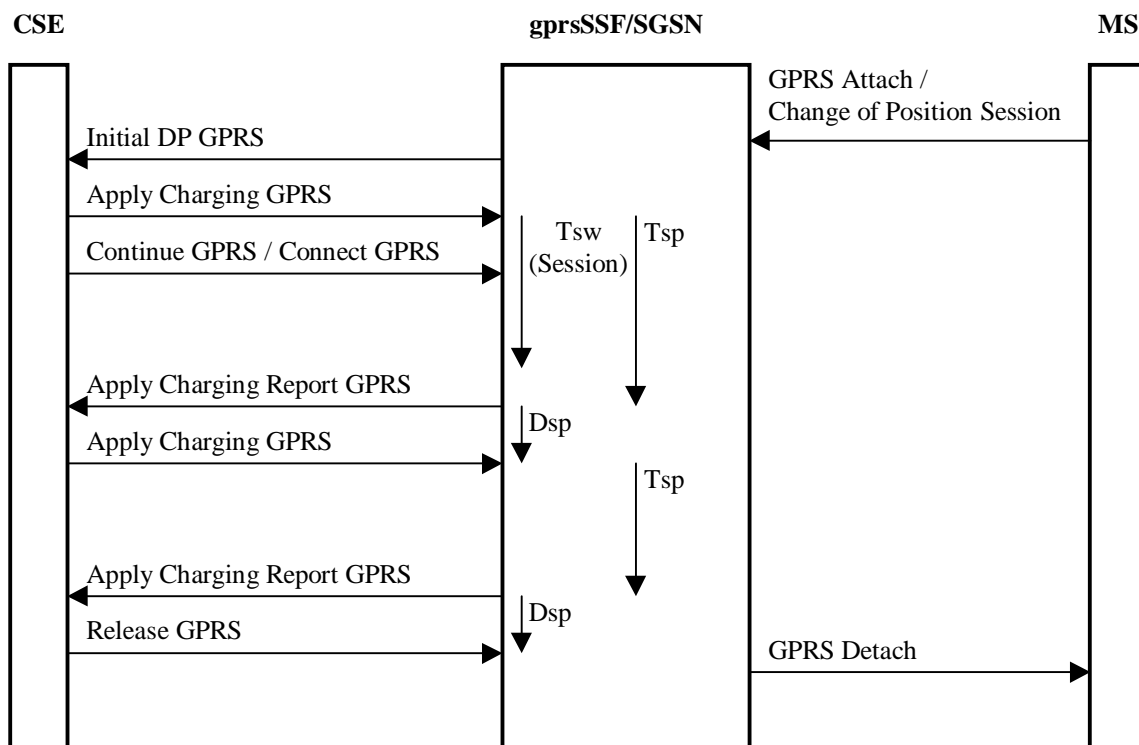 CSE
gprsSSF/SGSN
MS
GPRS Attach /
Change of Position Session
Initial DP GPRS
Apply Charging GPRS
Tsw
(Session)
Tsp
Continue GPRS / Connect GPRS
Apply Charging Report GPRS
Dsp
Apply Charging GPRS
Tsp
Apply Charging Report GPRS
Dsp
Release GPRS
GPRS Detach